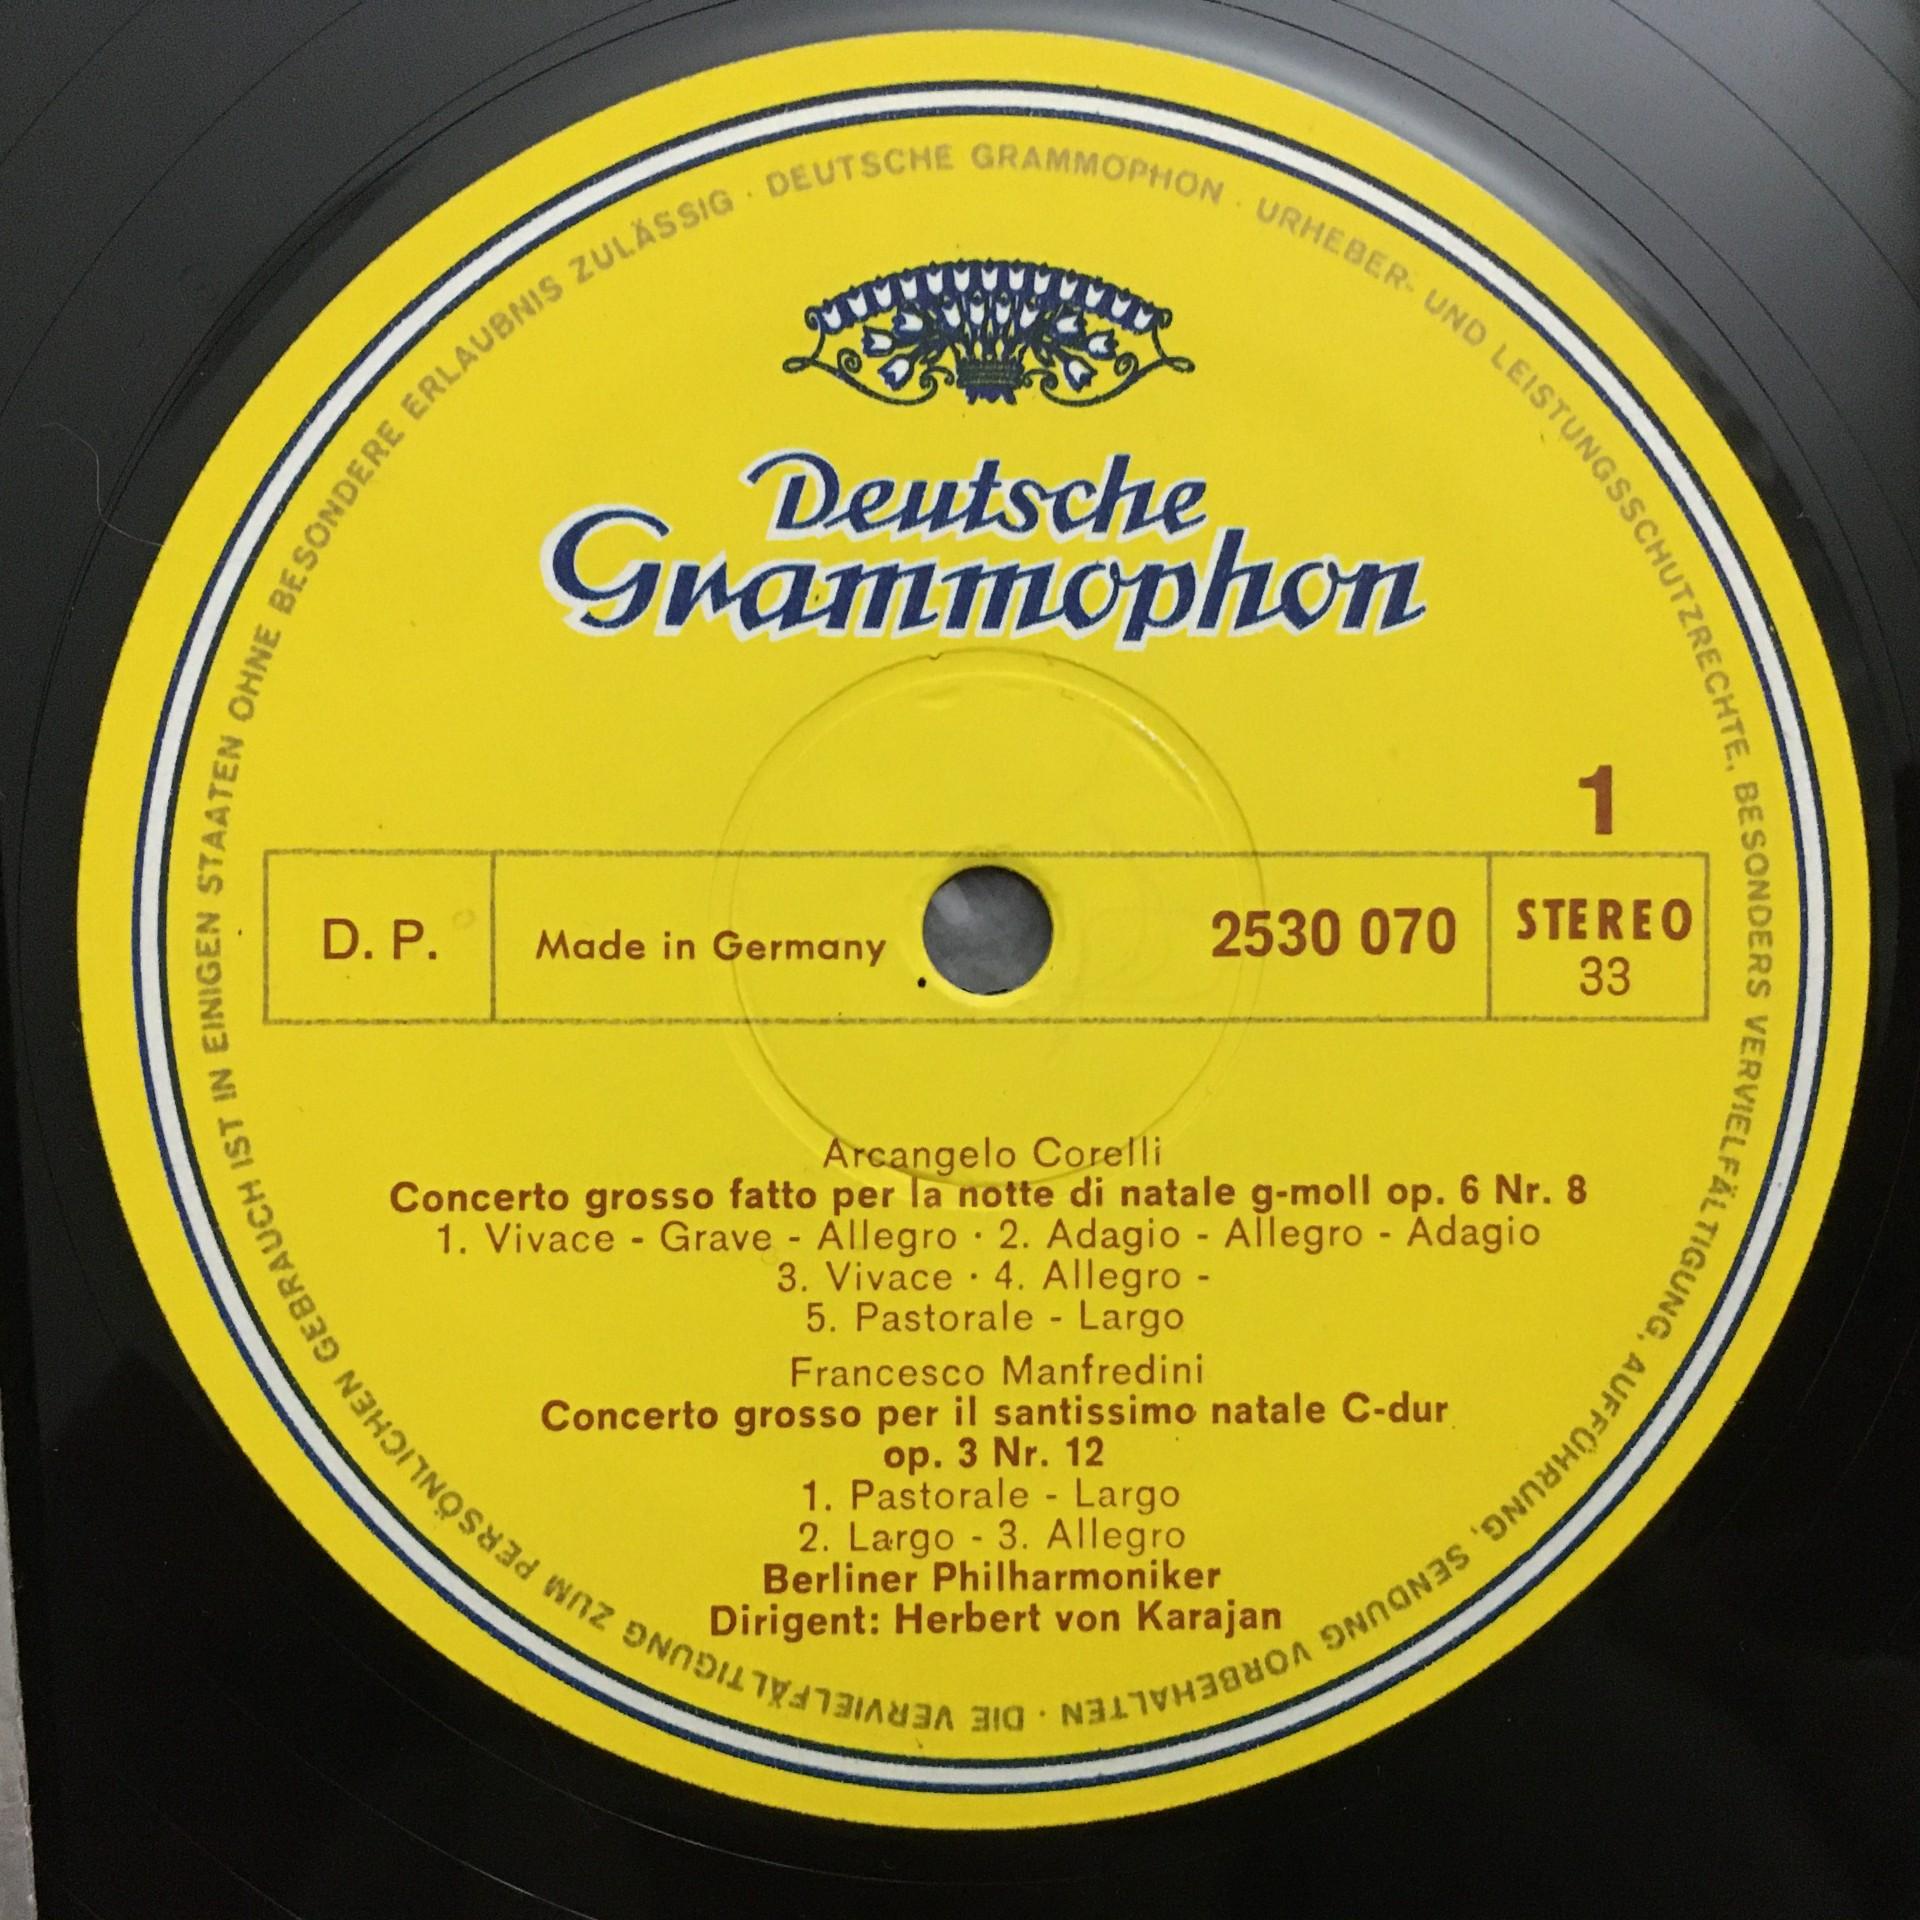 DEUTSCHE GRAMMOPHON · URHEBER- UND LEISTUNGSSCHUTZRECHTE, BESONDERS VERVIELFÄLTIGUNG, AUFFÜHRUNG, SENDUNG VORBEHALTEN · DIE VERVIELFÄLTIGUNG ZUM PERSÖNLICHEN GEBRAUCH IST IN EINIGEN STAATEN OHNE BESONDERE ERLAUBNIS ZULÄSSIG ·
Deutsche
Grammophon
1
D. P.
Made in Germany
2530 070
STEREO
33
Arcangelo Corelli
Concerto grosso fatto per la notte di natale g-moll op. 6 Nr. 8
1. Vivace - Grave - Allegro · 2. Adagio - Allegro - Adagio
3. Vivace · 4. Allegro -
5. Pastorale - Largo
Francesco Manfredini
Concerto grosso per il santissimo natale C-dur
op. 3 Nr. 12
1. Pastorale - Largo
2. Largo - 3. Allegro
Berliner Philharmoniker
Dirigent: Herbert von Karajan